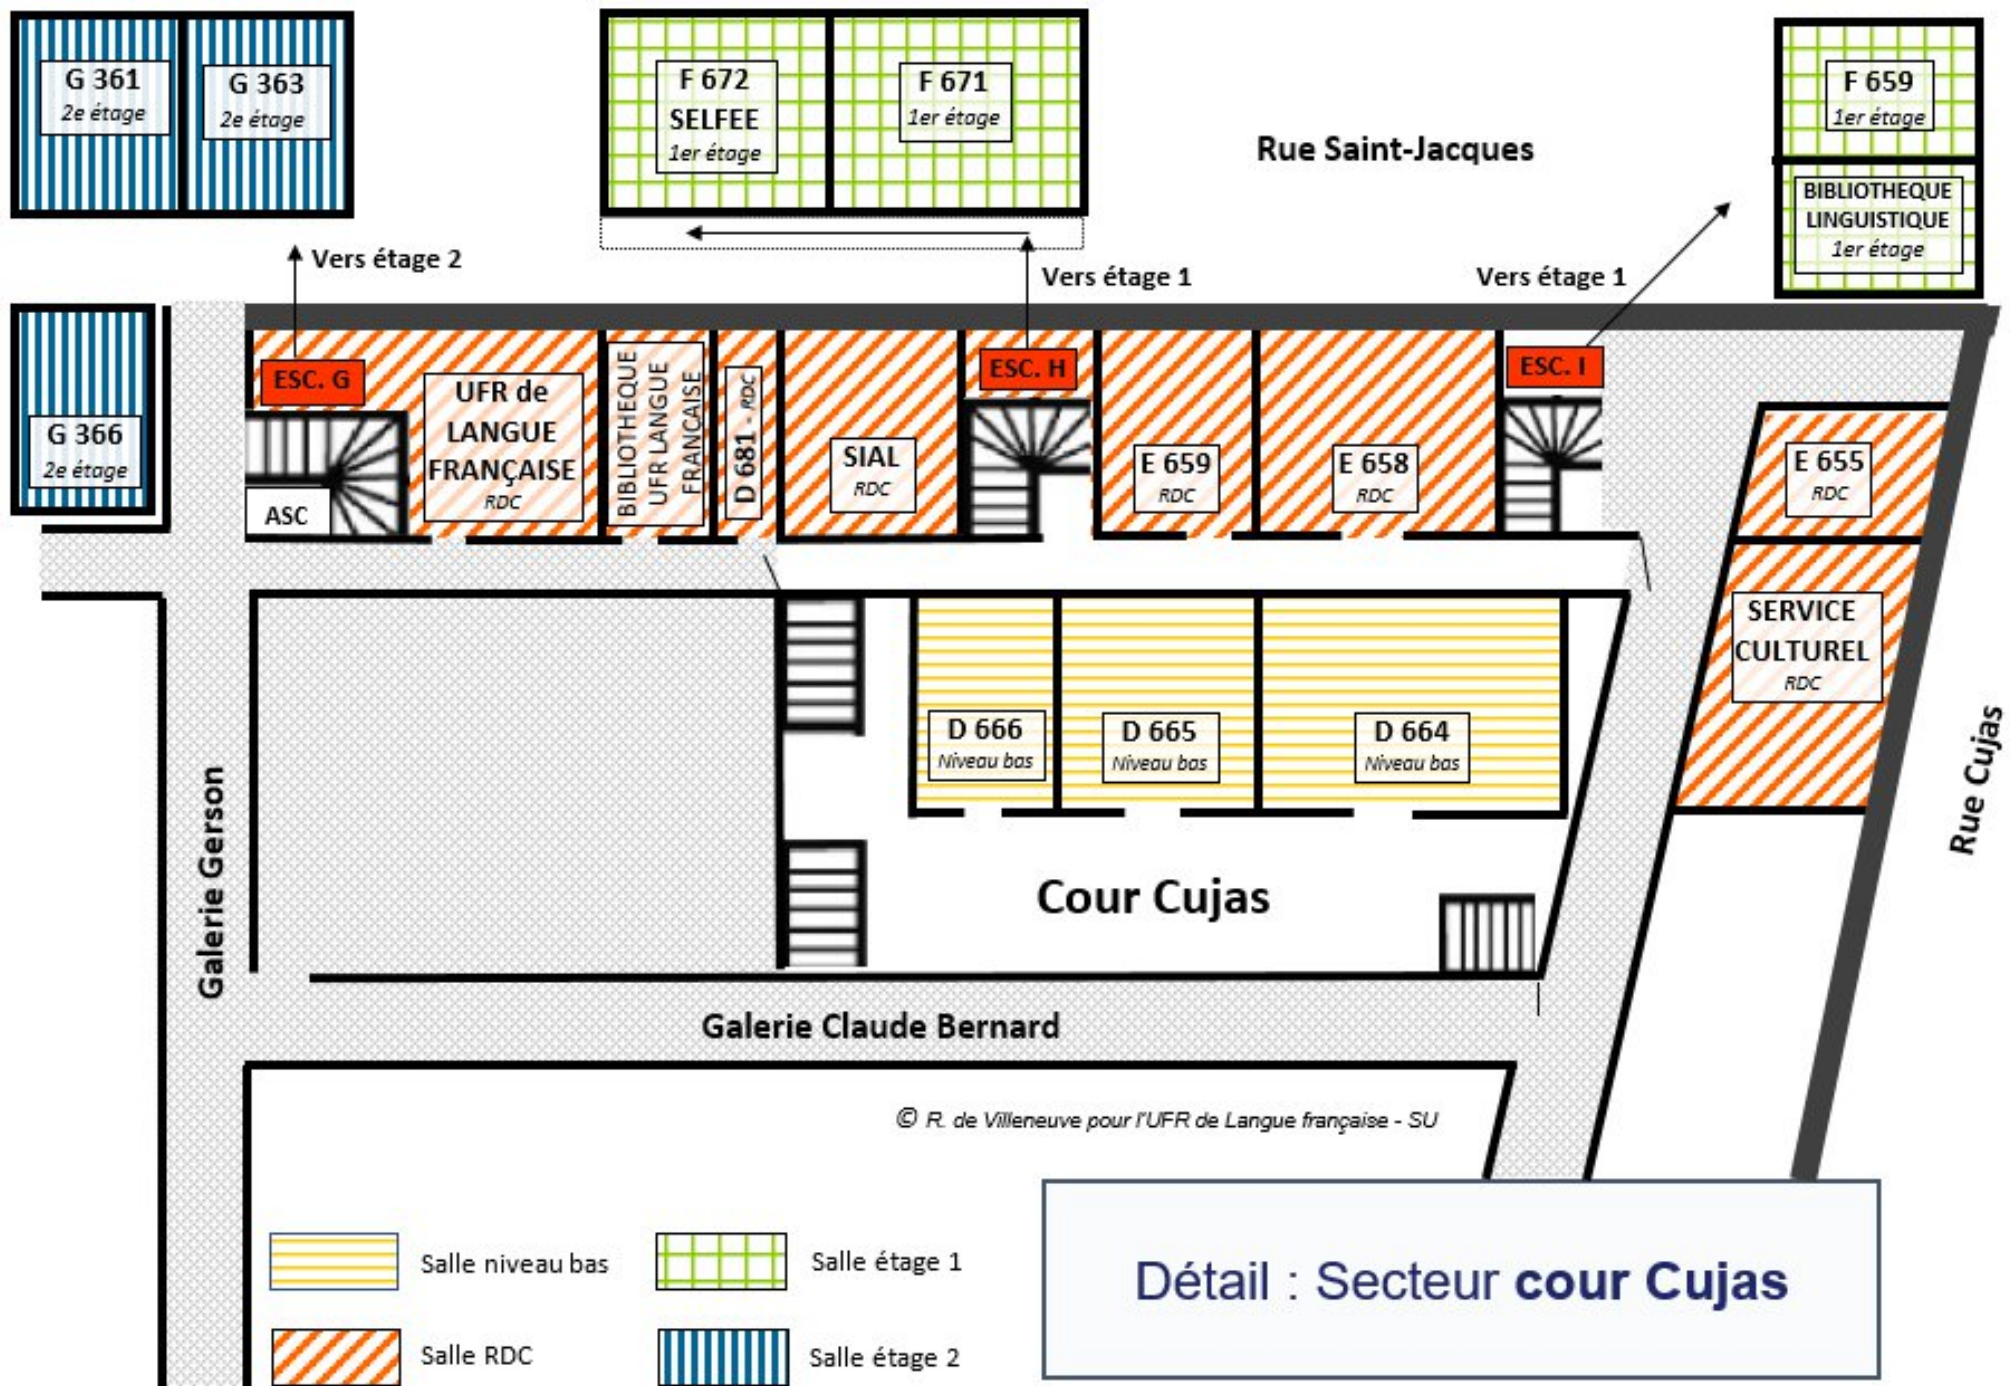 G 361
2e étage
G 363
2e étage
F 672
SELFEE
1er étage
F 671
1er étage
Rue Saint-Jacques
F 659
1er étage
BIBLIOTHEQUE
LINGUISTIQUE
1er étage
Vers étage 2
Vers étage 1
Vers étage 1
G 366
2e étage
ESC. G
ASC
UFR de
LANGUE
FRANÇAISE
RDC
BIBLIOTHEQUE
UFR LANGUE
FRANCAISE
D 681 - RDC
SIAL
RDC
ESC. H
E 659
RDC
E 658
RDC
ESC. I
E 655
RDC
SERVICE
CULTUREL
RDC
D 666
Niveau bas
D 665
Niveau bas
D 664
Niveau bas
Rue Cujas
Galerie Gerson
Cour Cujas
Galerie Claude Bernard
© R. de Villeneuve pour l'UFR de Langue française - SU
Salle niveau bas
Salle étage 1
Salle RDC
Salle étage 2
Détail : Secteur cour Cujas